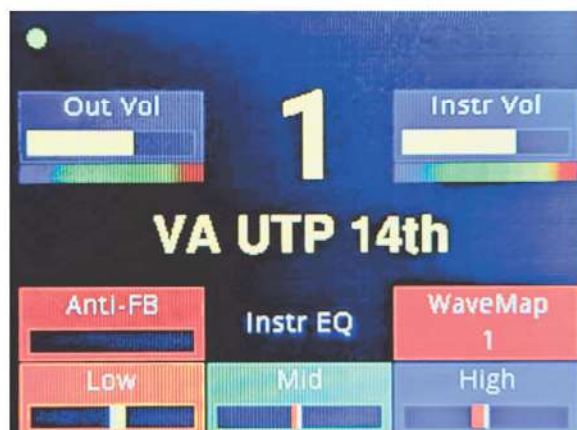 Out Vol 1 Instr Vol
VA UTP 14th
Anti-FB Instr EQ WaveMap
1
Low Mid High